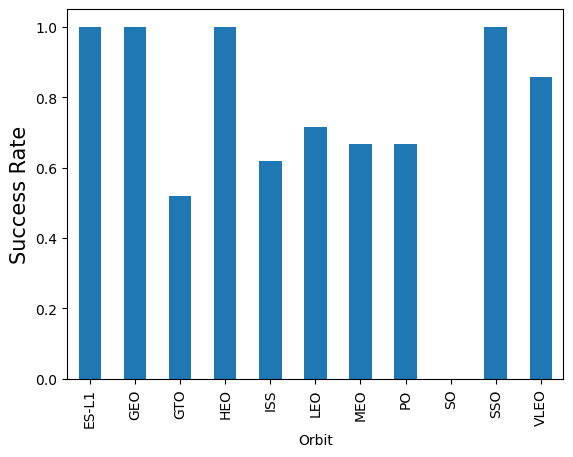 Success Rate
1.0
0.8
0.6
0.4
0.2
0.0
ES-L1
GEO
GTO
HEO
ISS
LEO
MEO
PO
SO
SSO
VLEO
Orbit